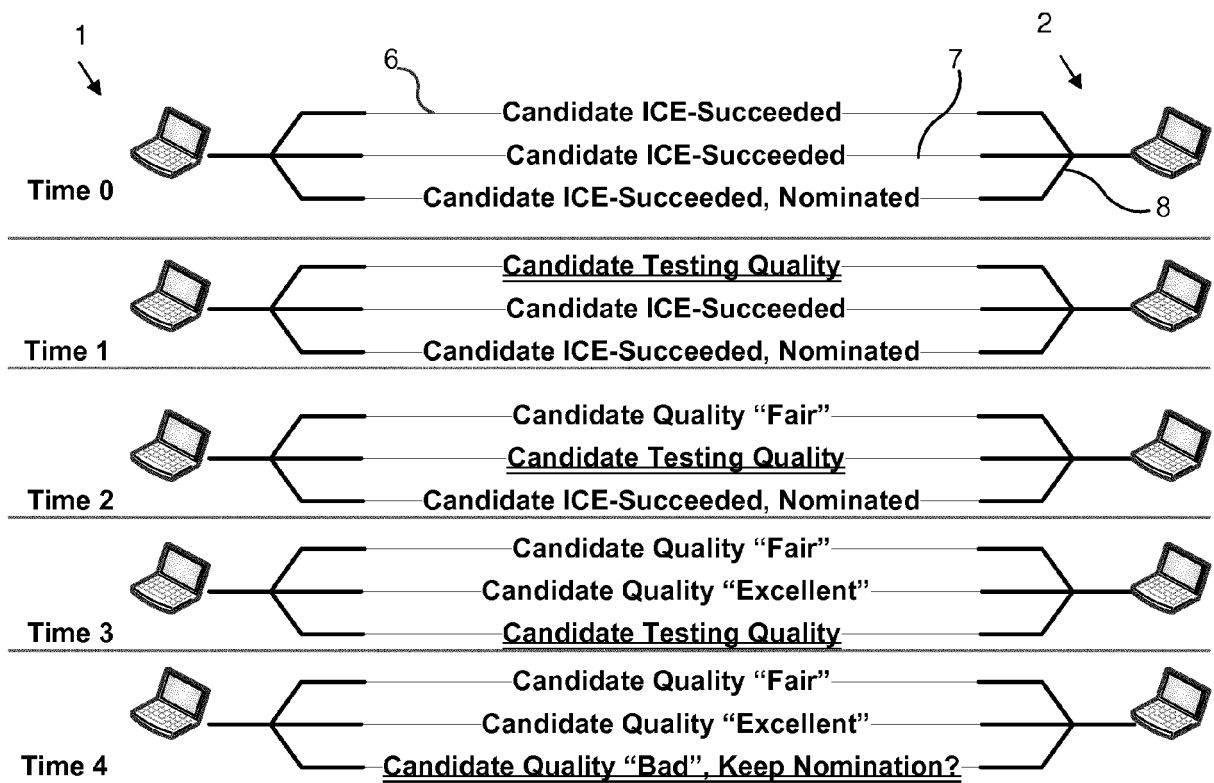 1
2
6
7
Candidate ICE-Succeeded
Candidate ICE-Succeeded
Time 0
Candidate ICE-Succeeded, Nominated
8
Candidate Testing Quality
Candidate ICE-Succeeded
Time 1
Candidate ICE-Succeeded, Nominated
Candidate Quality “Fair”
Candidate Testing Quality
Time 2
Candidate ICE-Succeeded, Nominated
Candidate Quality “Fair”
Candidate Quality “Excellent”
Time 3
Candidate Testing Quality
Candidate Quality “Fair”
Candidate Quality “Excellent”
Time 4
Candidate Quality “Bad”, Keep Nomination?